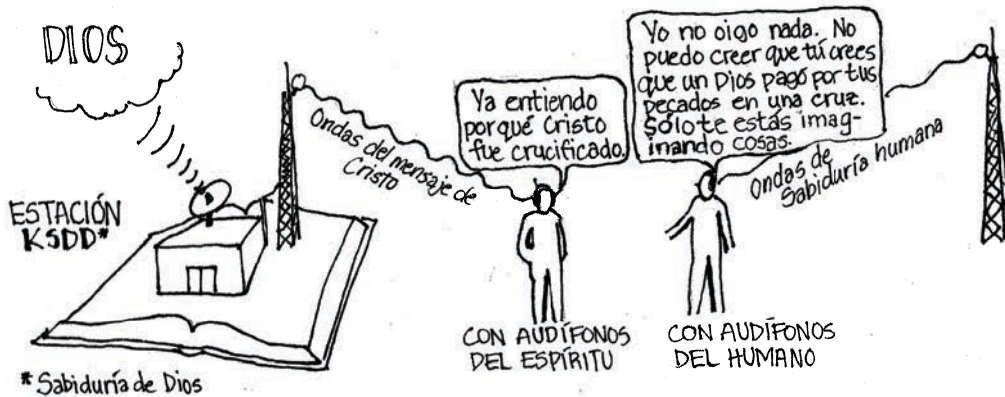 DIOS
ESTACIÓN
KSDD*
Ondas del mensaje de
Cristo
Ya entiendo
porqué Cristo
fue crucificado.
Yo no oigo nada. No
puedo creer que tú crees
que un Dios pagó por tus
pecados en una cruz.
Sólo te estás imag-
inando cosas.
Ondas de
Sabiduría humana
CON AUDÍFONOS
DEL ESPÍRITU
CON AUDÍFONOS
DEL HUMANO
* Sabiduría de Dios